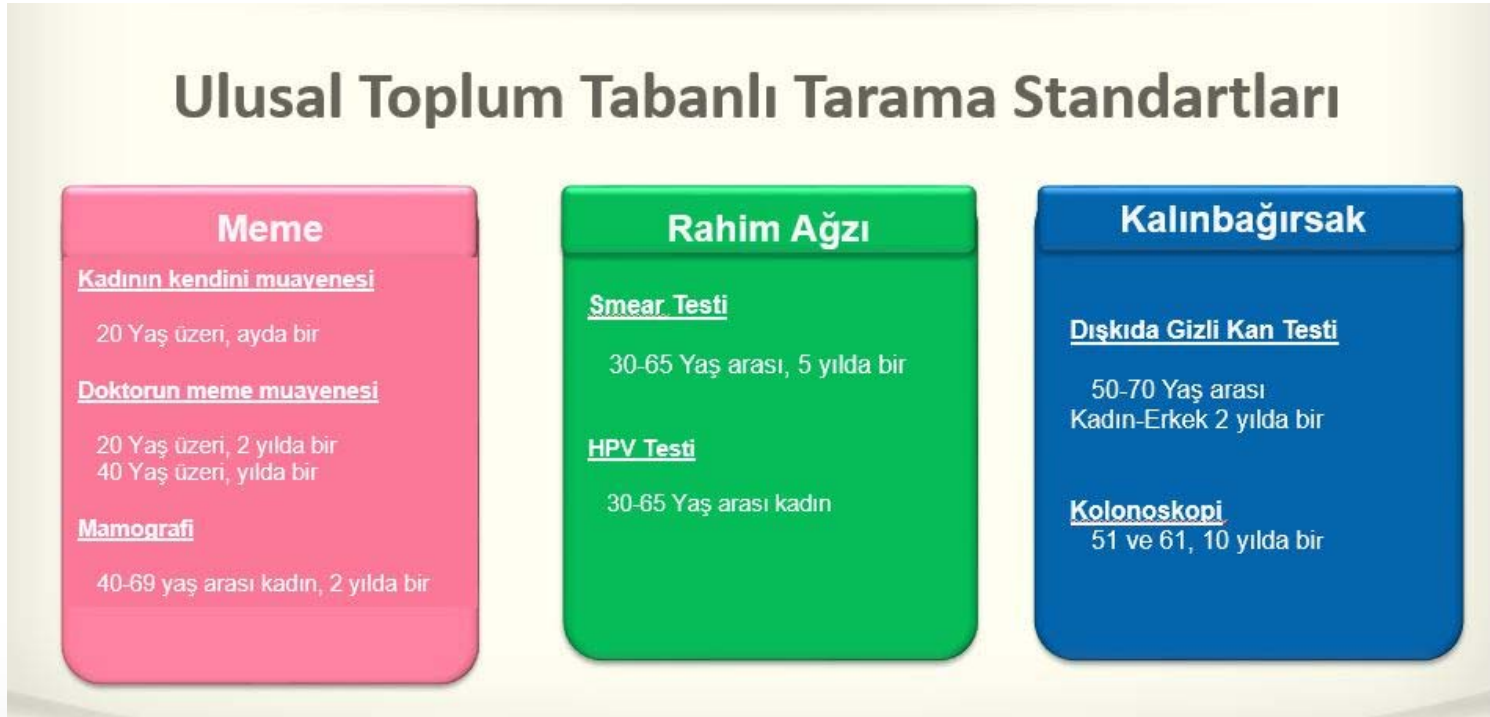 Ulusal Toplum Tabanlı Tarama Standartları
Meme
Kadının kendini muayenesi
20 Yaş üzeri, ayda bir
Doktorun meme muayenesi
20 Yaş üzeri, 2 yılda bir
40 Yaş üzeri, yılda bir
Mamografi
40-69 yaş arası kadın, 2 yılda bir
Rahim Ağzı
Smear Testi
30-65 Yaş arası, 5 yılda bir
HPV Testi
30-65 Yaş arası kadın
Kalınbağırsak
Dışkıda Gizli Kan Testi
50-70 Yaş arası
Kadın-Erkek 2 yılda bir
Kolonoskopi
51 ve 61, 10 yılda bir